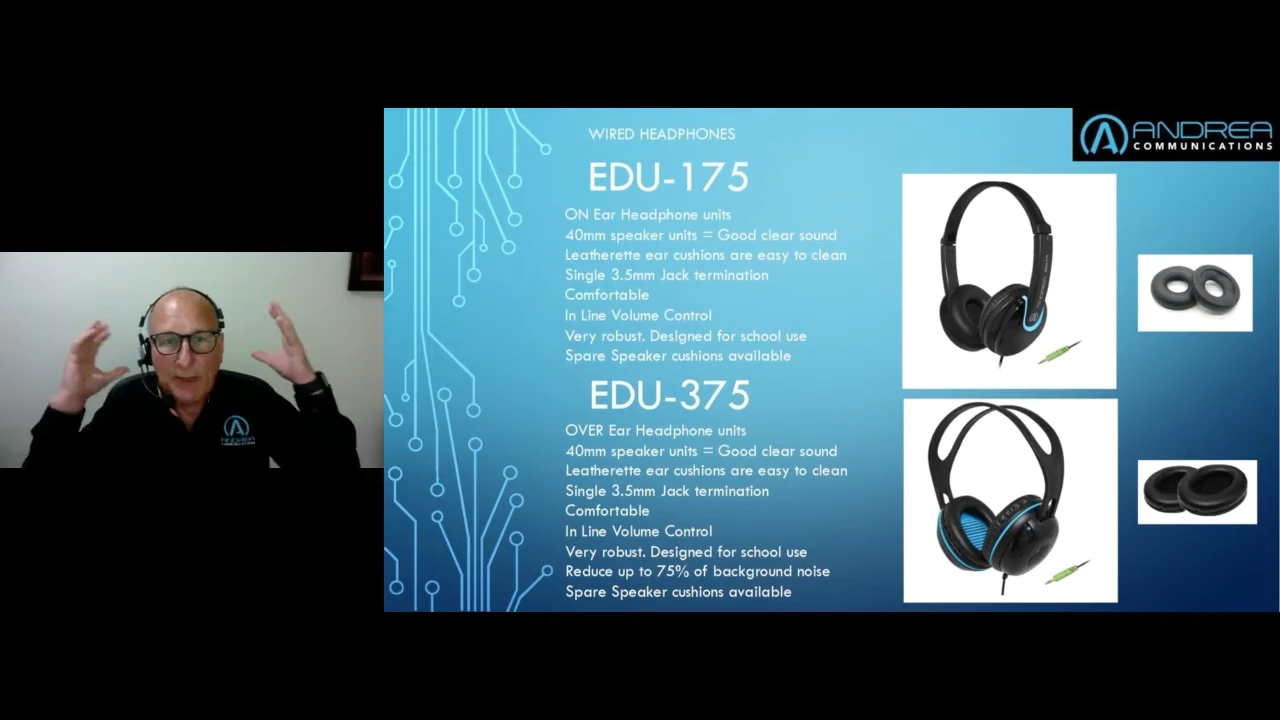 WIRED HEADPHONES
ANDREA
COMMUNICATIONS
EDU-175
ON Ear Headphone units
40mm speaker units = Good clear sound
Leatherette ear cushions are easy to clean
Single 3.5mm Jack termination
Comfortable
In Line Volume Control
Very robust. Designed for school use
Spare Speaker cushions available
EDU-375
OVER Ear Headphone units
40mm speaker units = Good clear sound
Leatherette ear cushions are easy to clean
Single 3.5mm Jack termination
Comfortable
In Line Volume Control
Very robust. Designed for school use
Reduce up to 75% of background noise
Spare Speaker cushions available
ANDREA
COMMUNICATIONS